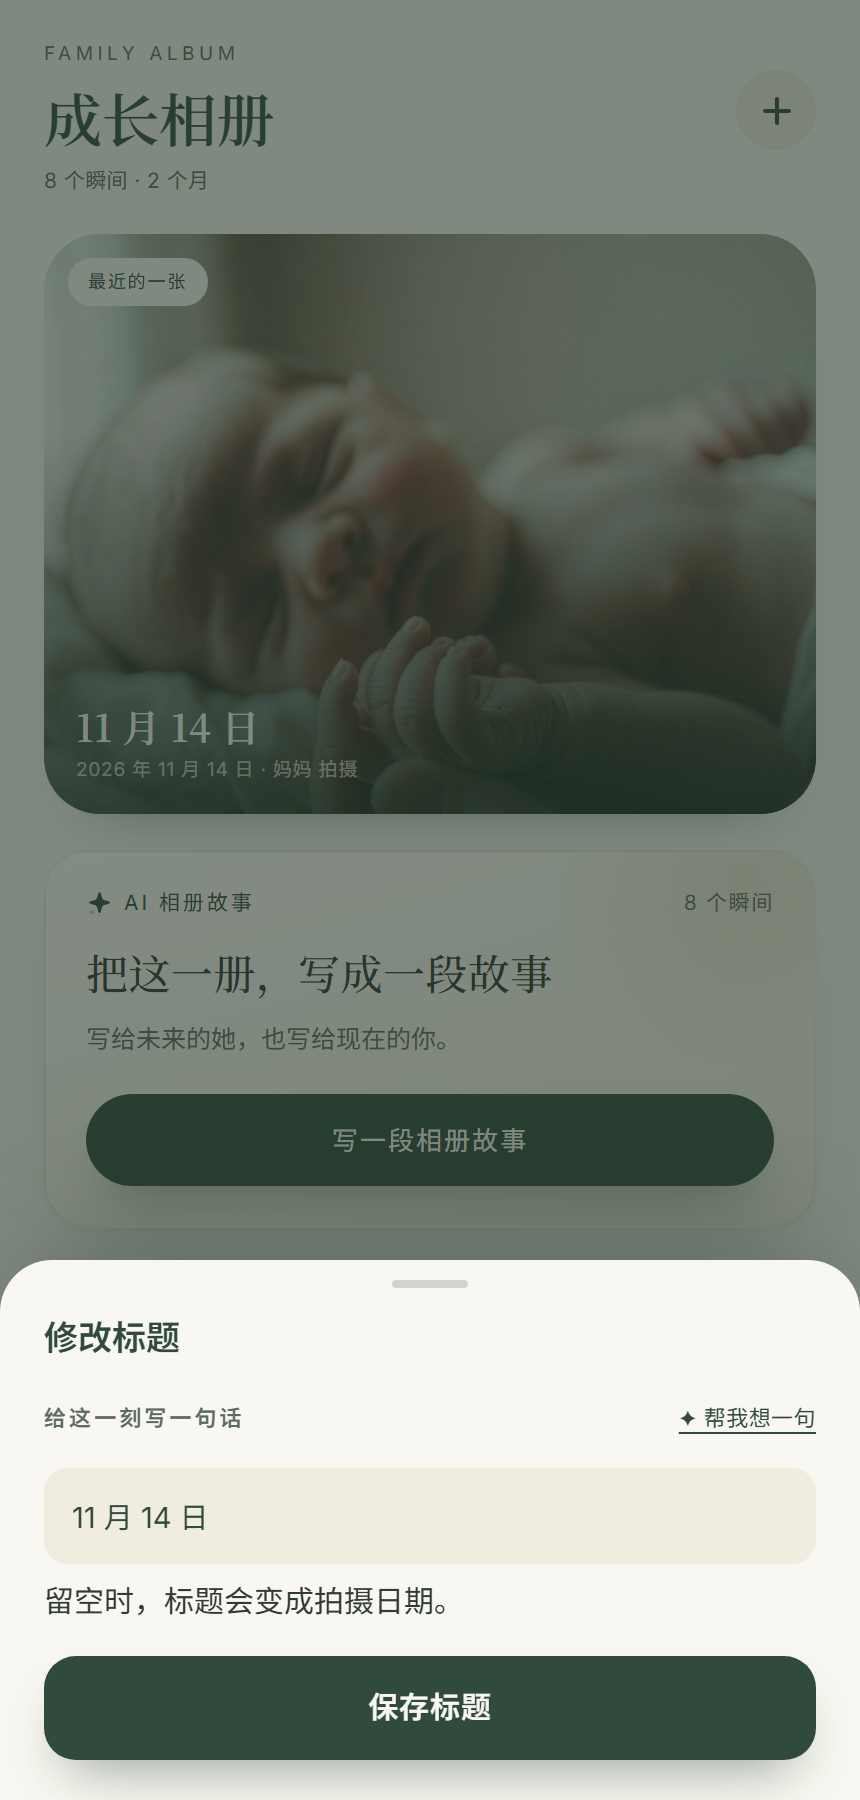 FAMILY ALBUM
成长相册
8 个瞬间 · 2 个月
最近的一张
11 月 14 日
2026 年 11 月 14 日 · 妈妈 拍摄
AI 相册故事
8 个瞬间
把这一册，写成一段故事
写给未来的她，也写给现在的你。
写一段相册故事
修改标题
给这一刻写一句话
帮我想一句
11 月 14 日
留空时，标题会变成拍摄日期。
保存标题